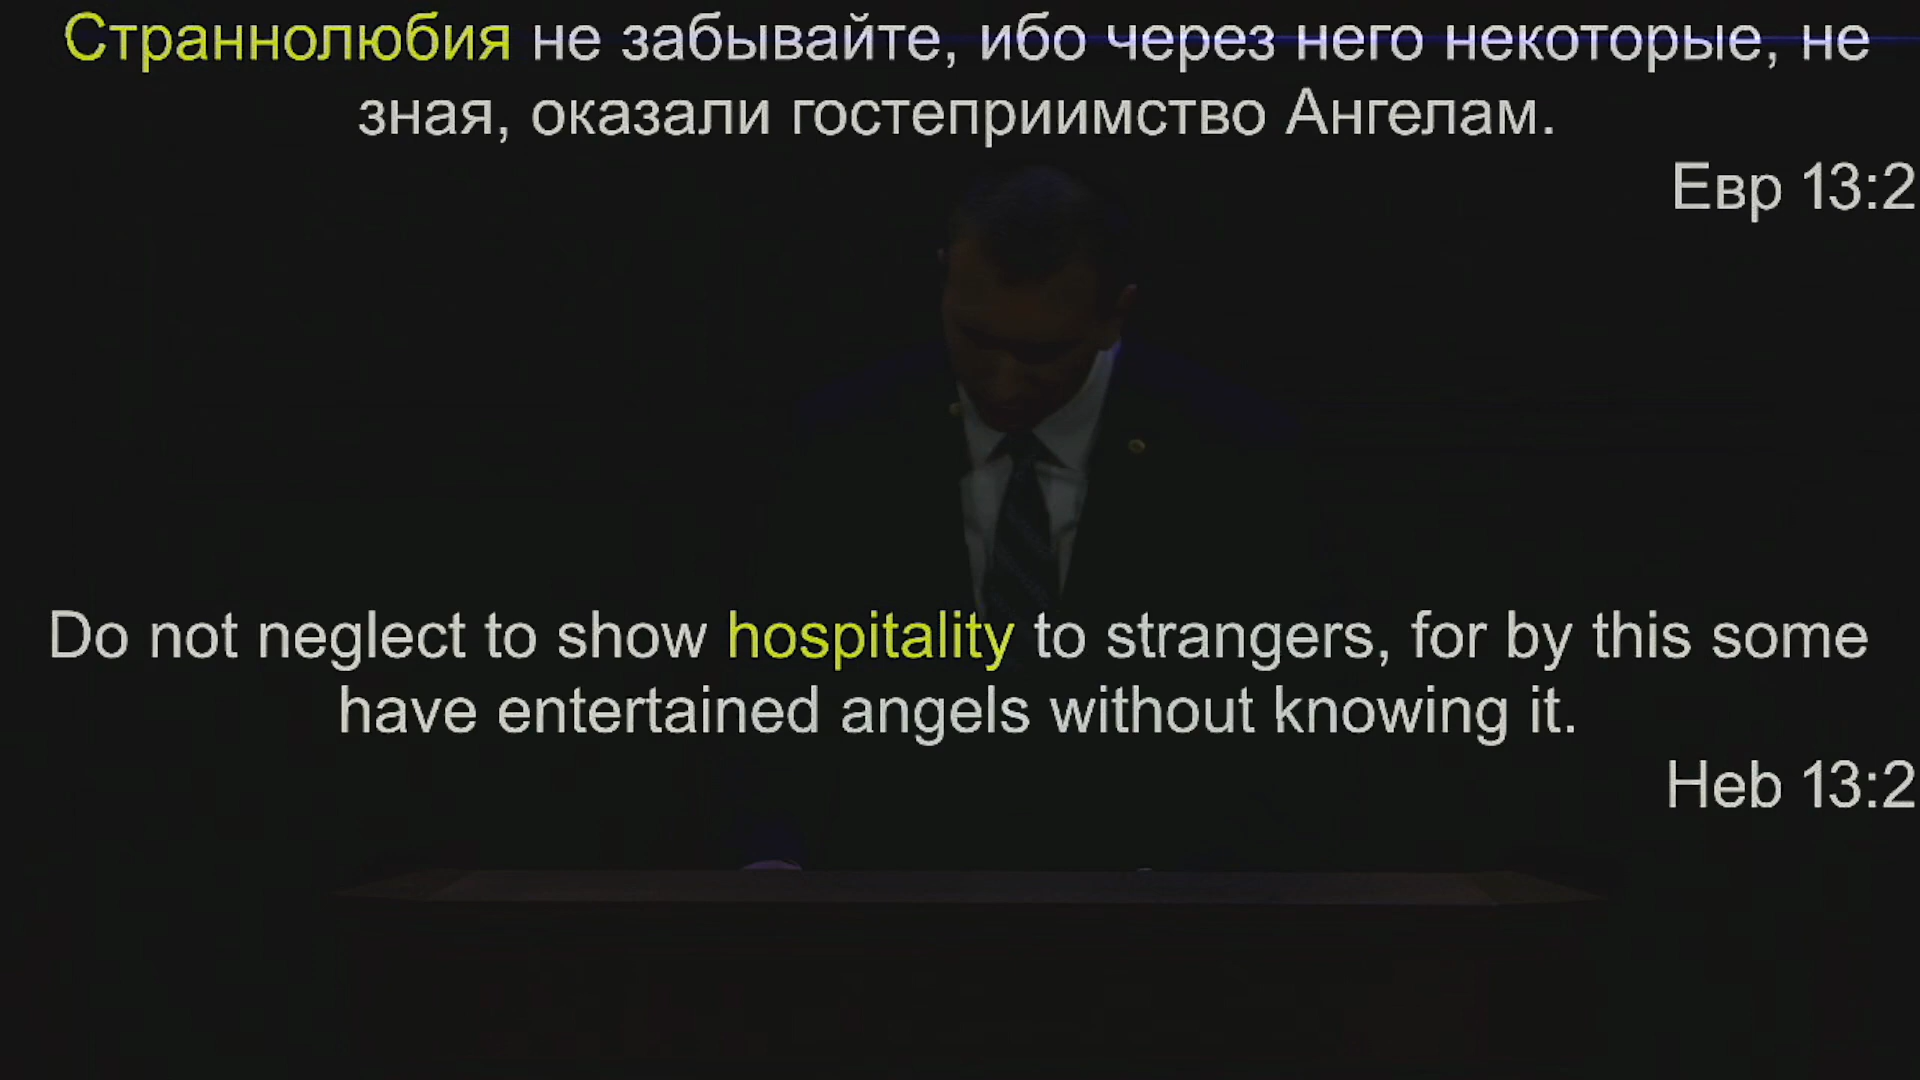 Страннолюбия не забывайте, ибо через него некоторые, не
зная, оказали гостеприимство Ангелам.
Евр 13:2
Do not neglect to show hospitality to strangers, for by this some
have entertained angels without knowing it.
Heb 13:2